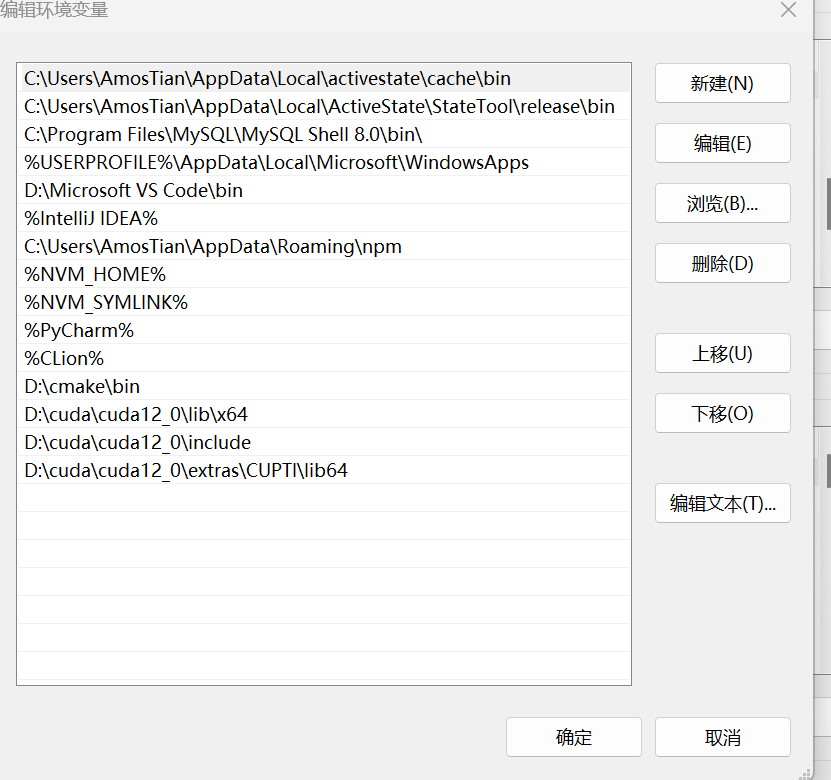 编辑环境变量
C:\Users\AmosTian\AppData\Local\activestate\cache\bin
C:\Users\AmosTian\AppData\Local\ActiveState\StateTool\release\bin
C:\Program Files\MySQL\MySQL Shell 8.0\bin\
%USERPROFILE%\AppData\Local\Microsoft\WindowsApps
D:\Microsoft VS Code\bin
%IntelliJ IDEA%
C:\Users\AmosTian\AppData\Roaming\npm
%NVM_HOME%
%NVM_SYMLINK%
%PyCharm%
%CLion%
D:\cmake\bin
D:\cuda\cuda12_0\lib\x64
D:\cuda\cuda12_0\include
D:\cuda\cuda12_0\extras\CUPTI\lib64
新建(N)
编辑(E)
浏览(B)...
删除(D)
上移(U)
下移(O)
编辑文本(T)...
确定
取消